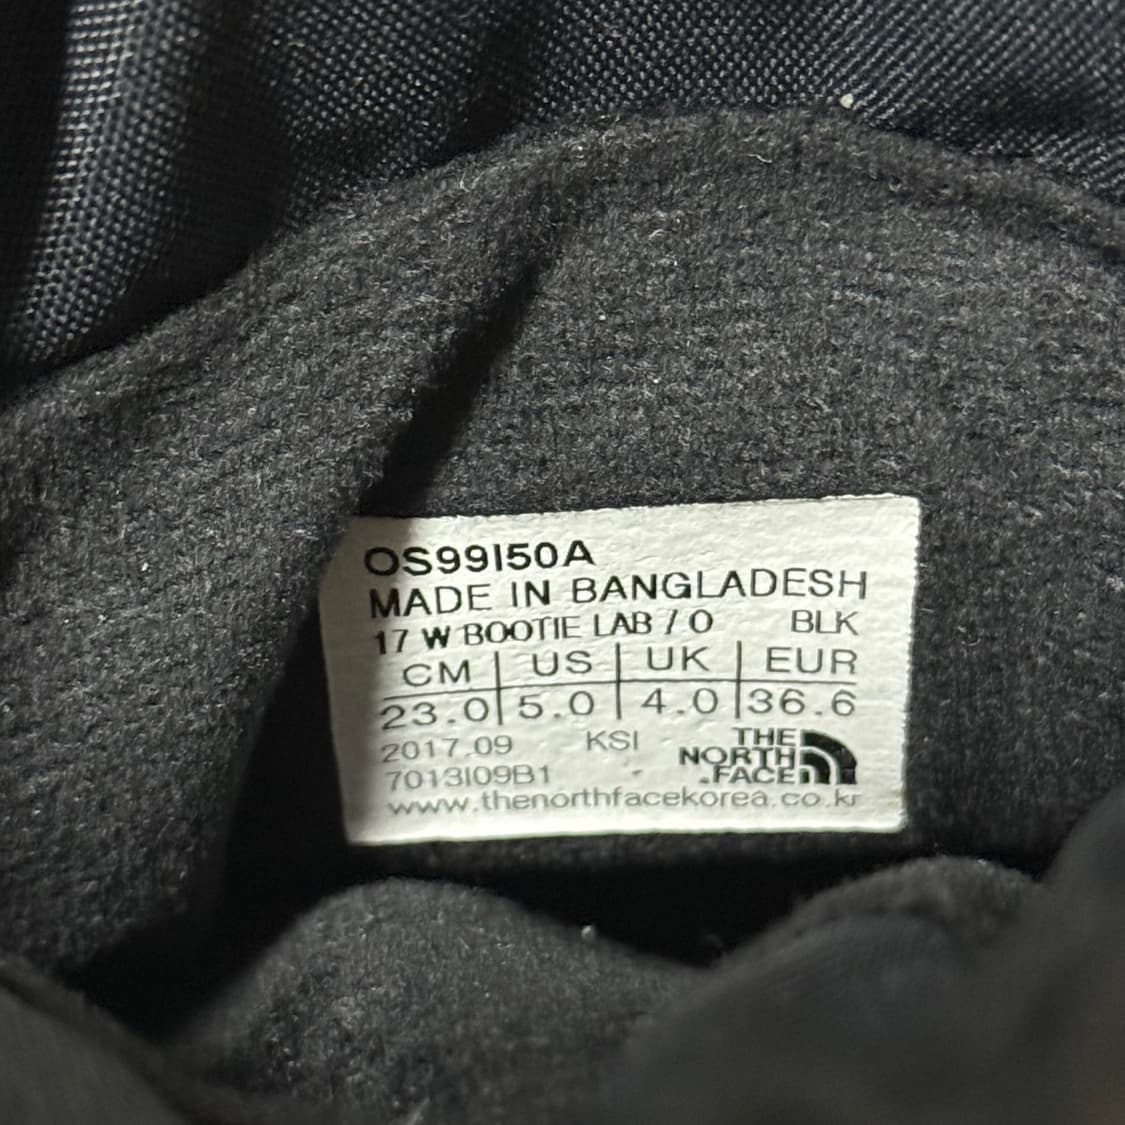 OS99I50A
MADE IN BANGLADESH
17 W BOOTIE LAB / O BLK
CM US UK EUR
23.0 5.0 4.0 36.6
2017.09 KSI
7013I09B1
THE
NORTH
FACE
www.thenorthfacekorea.co.kr